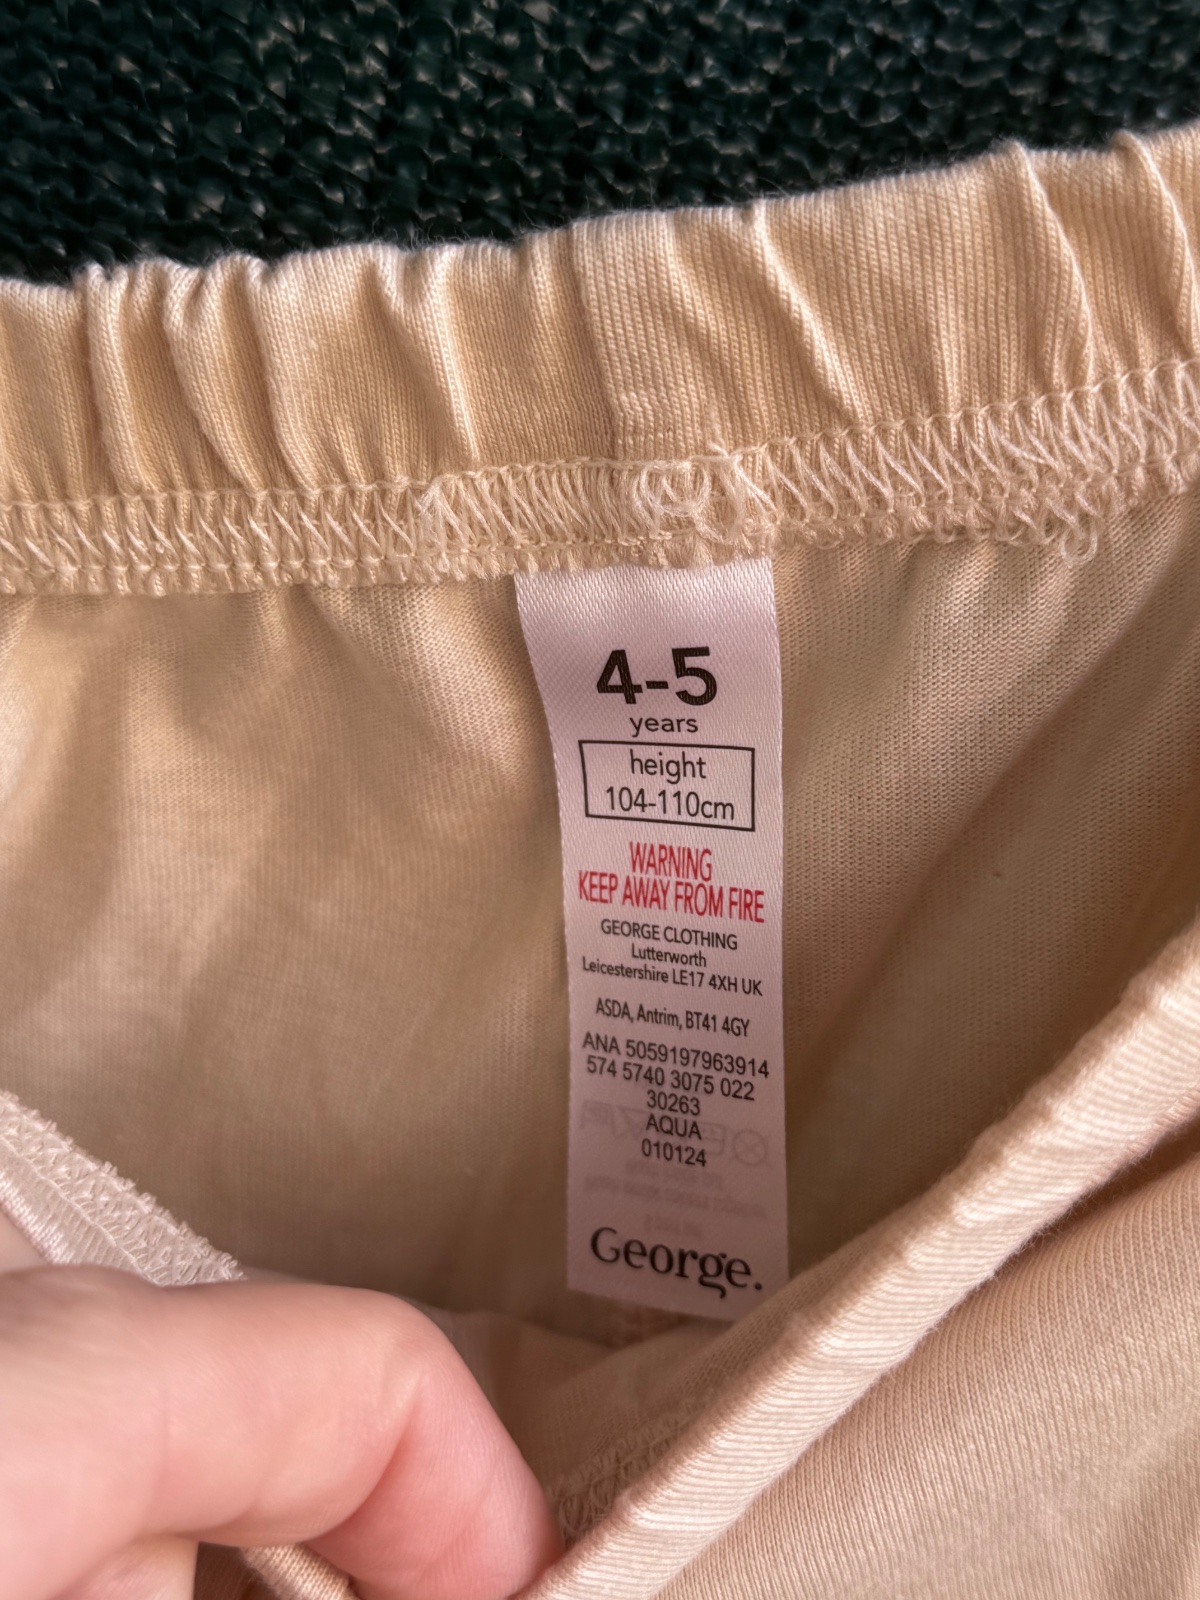 4-5
years
height
104-110cm
WARNING
KEEP AWAY FROM FIRE
GEORGE CLOTHING
Lutterworth
Leicestershire LE17 4XH UK
ASDA, Antrim, BT41 4GY
ANA 5059197963914
574 5740 3075 022
30263
AQUA
010124
George.